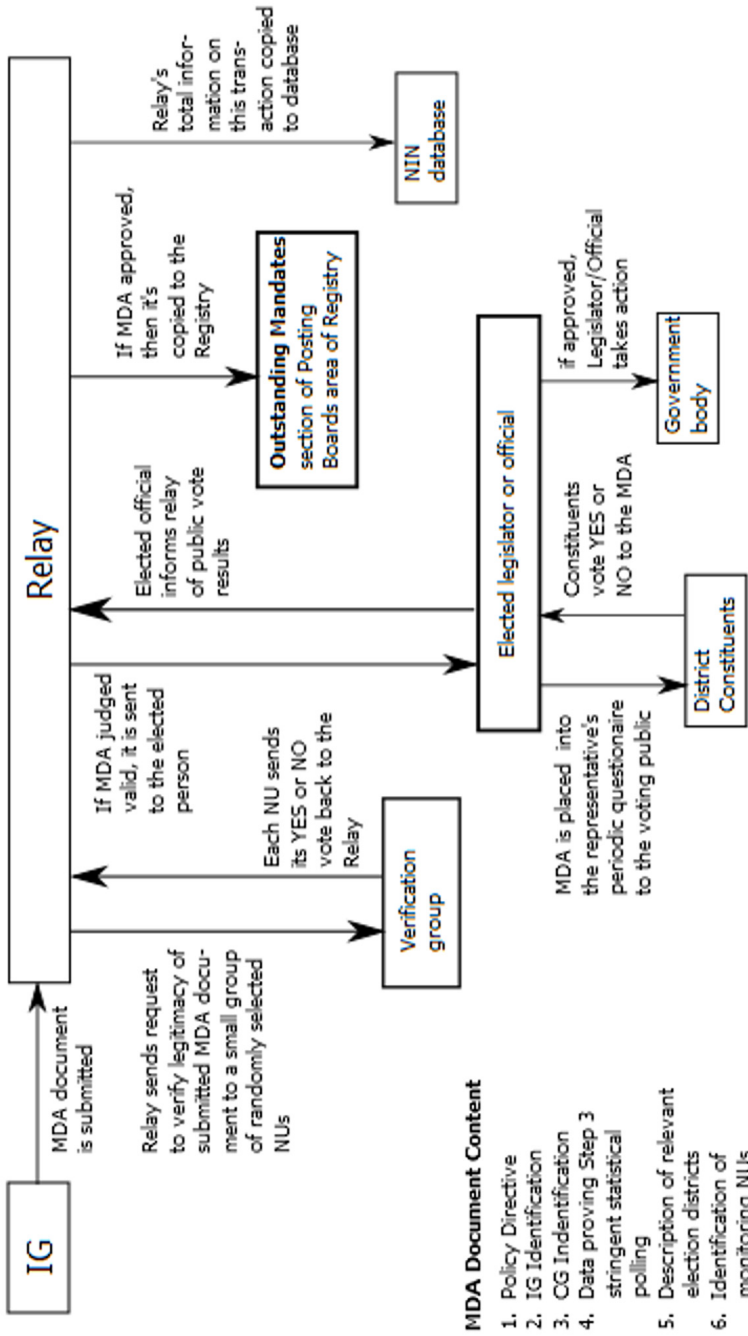 IG
MDA document
is submitted
Relay
Relay sends request
to verify legitimacy of
submitted MDA docu-
ment to a small group
of randomly selected
NUs
Each NU sends
its YES or NO
vote back to the
Relay
Verification
group
If MDA judged
valid, it is sent
to the elected
person
Elected official
informs relay
of public vote
results
If MDA approved,
then it's
copied to the
Registry
Outstanding Mandates
section of Posting
Boards area of Registry
Relay's
total infor-
mation on
this trans-
action copied
to database
NIN
database
Elected legislator or official
MDA is placed into
the representative's
periodic questionaire
to the voting public
Constituents
vote YES or
NO to the MDA
District
Constituents
if approved,
Legislator/Official
takes action
Government
body
MDA Document Content
1. Policy Directive
2. IG Identification
3. CG Indentification
4. Data proving Step 3
stringent statistical
polling
5. Description of relevant
election districts
6. Identification of
monitoring NUs